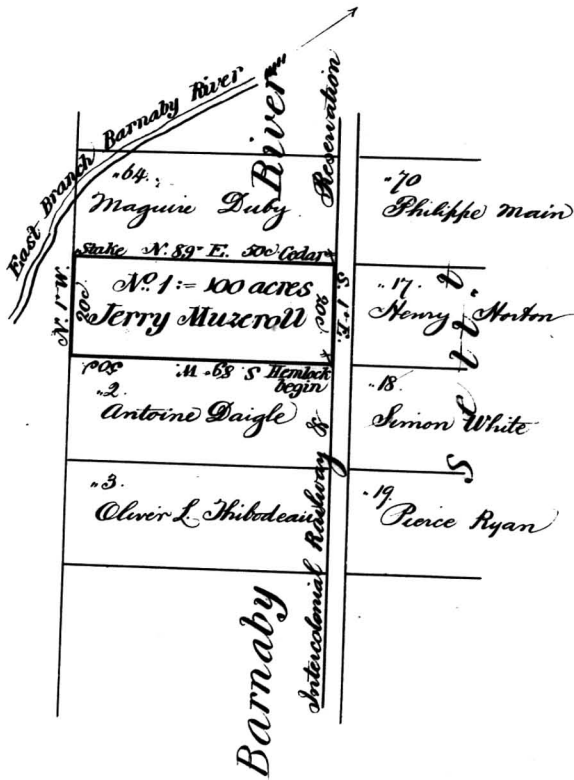 East Branch Barnaby River
Barnaby River"
Intercolonial Railway & Reservation
"64.
Maguire Duby
"70
Philippe Main
Stake N. 89° E. 50c Cedar
N. 1° W.
20c
No. 1 := 100 acres
Jerry Muzeroll
20c
S. 1° E.
"17.
Henry Horton
50c S. 89° W. Hemlock
begin
"2.
Antoine Daigle
"18
Simon White
"3.
Oliver L. Thibodeau
"19.
Pierce Ryan